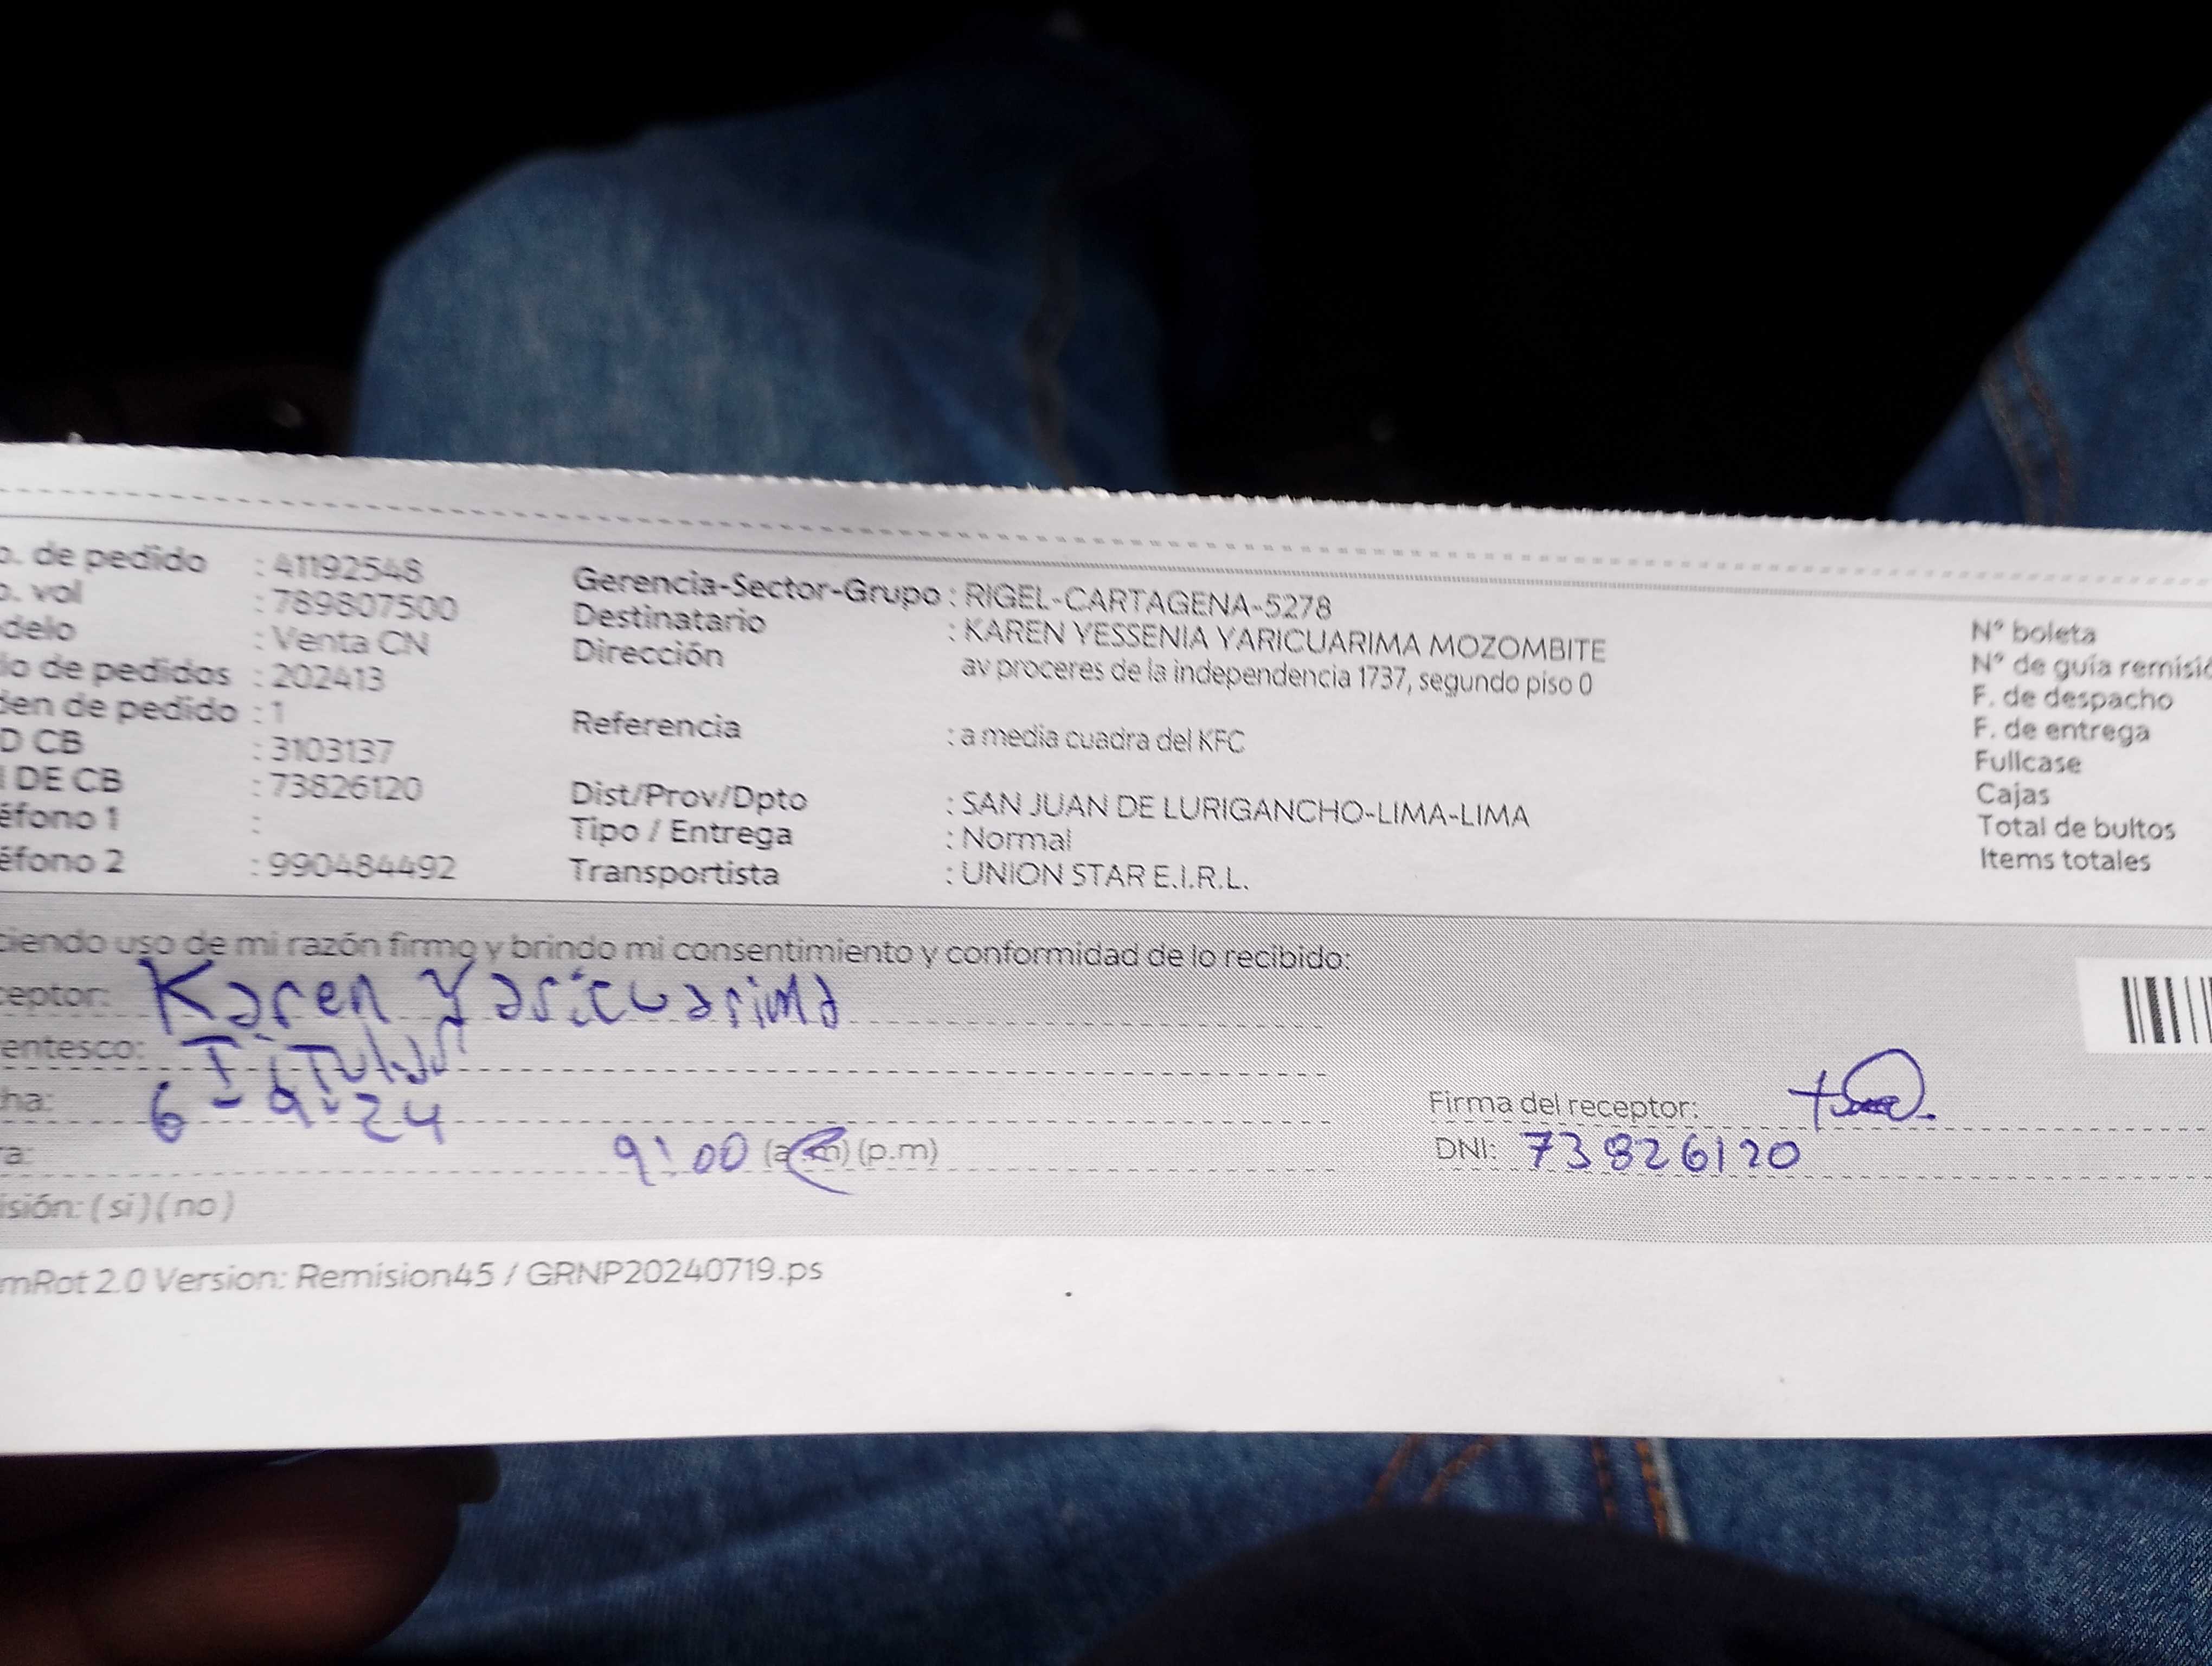 o. de pedido : 41192548
o. vol : 789807500
delo : Venta CN
io de pedidos : 202413
den de pedido : 1
D CB : 3103137
I DE CB : 73826120
éfono 1 :
éfono 2 : 990484492
Gerencia-Sector-Grupo : RIGEL-CARTAGENA-5278
Destinatario : KAREN YESSENIA YARICUARIMA MOZOMBITE
Dirección av proceres de la independencia 1737, segundo piso 0
Referencia : a media cuadra del KFC
Dist/Prov/Dpto : SAN JUAN DE LURIGANCHO-LIMA-LIMA
Tipo / Entrega : Normal
Transportista : UNION STAR E.I.R.L.
N° boleta
N° de guía remisió
F. de despacho
F. de entrega
Fullcase
Cajas
Total de bultos
Items totales
ciendo uso de mi razón firmo y brindo mi consentimiento y conformidad de lo recibido:
ceptor: Karen Yaricuarima
entesco: Titular
ha: 6-9-24
ra: 9:00 (a.m) (p.m)
Firma del receptor:
DNI: 73826120
isión: ( si ) ( no )
mRot 2.0 Version: Remision45 / GRNP20240719.ps